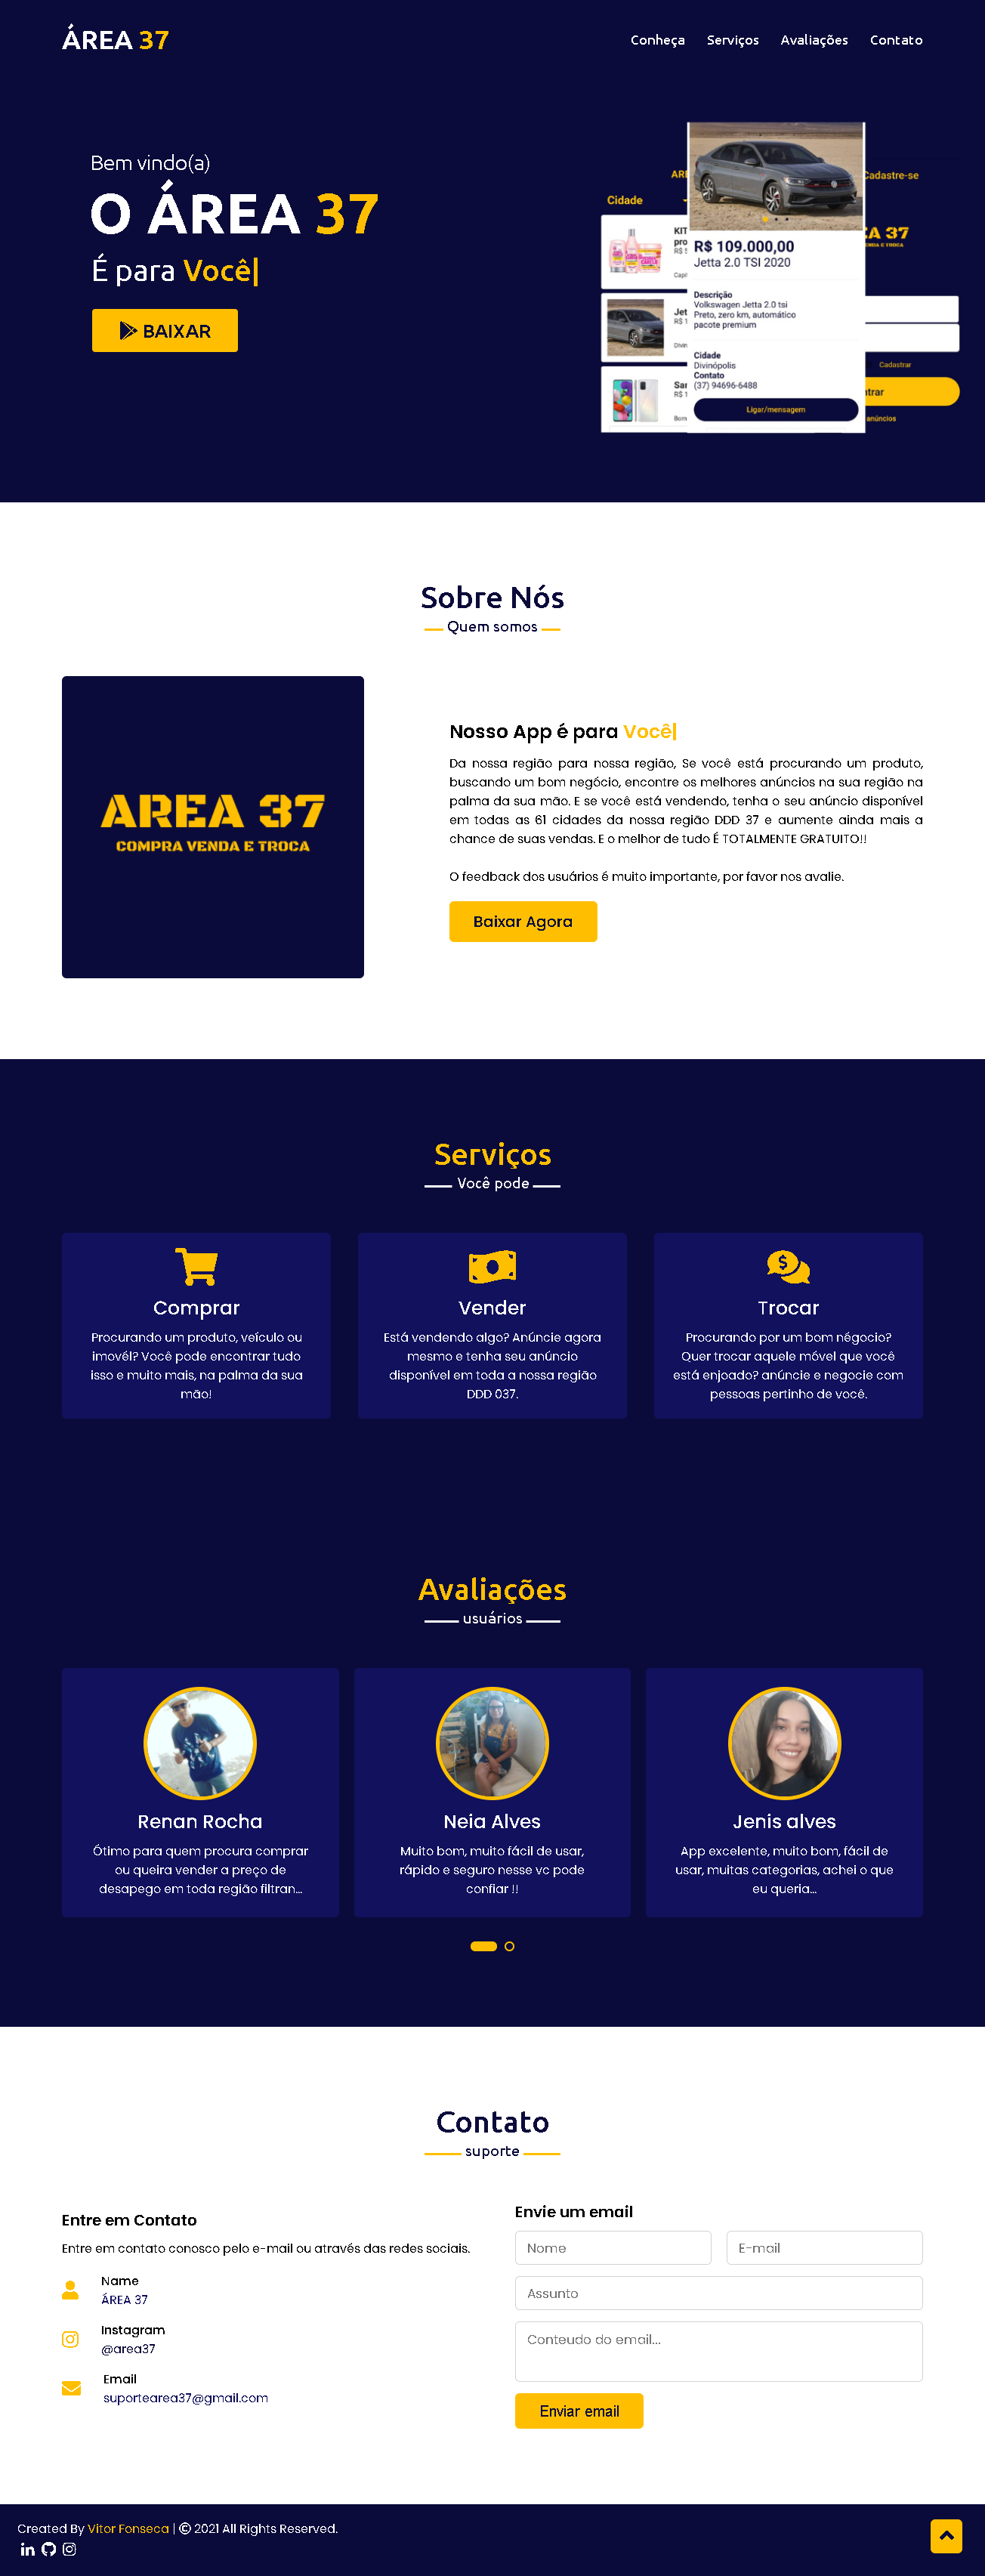 ÁREA 37
Conheça Serviços Avaliações Contato
Bem vindo(a)
O ÁREA 37
É para Você|
BAIXAR
Cidade
Cadastre-se
R$ 109.000,00
Jetta 2.0 TSI 2020
Descrição
Volkswagen Jetta 2.0 tsi
Preto, zero km, automático
pacote premium
Cidade
Divinópolis
Contato
(37) 94696-6488
Ligar/mensagem
Cadastrar
anúncios
Sobre Nós
Quem somos
AREA 37
COMPRA VENDA E TROCA
Nosso App é para Você|
Da nossa região para nossa região, Se você está procurando um produto,
buscando um bom negócio, encontre os melhores anúncios na sua região na
palma da sua mão. E se você está vendendo, tenha o seu anúncio disponível
em todas as 61 cidades da nossa região DDD 37 e aumente ainda mais a
chance de suas vendas. E o melhor de tudo É TOTALMENTE GRATUITO!!
O feedback dos usuários é muito importante, por favor nos avalie.
Baixar Agora
Serviços
Você pode
Comprar
Procurando um produto, veículo ou
imovél? Você pode encontrar tudo
isso e muito mais, na palma da sua
mão!
Vender
Está vendendo algo? Anúncie agora
mesmo e tenha seu anúncio
disponível em toda a nossa região
DDD 037.
Trocar
Procurando por um bom négocio?
Quer trocar aquele móvel que você
está enjoado? anúncie e negocie com
pessoas pertinho de você.
Avaliações
usuários
Renan Rocha
Ótimo para quem procura comprar
ou queira vender a preço de
desapego em toda região filtran...
Neia Alves
Muito bom, muito fácil de usar,
rápido e seguro nesse vc pode
confiar !!
Jenis alves
App excelente, muito bom, fácil de
usar, muitas categorias, achei o que
eu queria...
Contato
suporte
Entre em Contato
Entre em contato conosco pelo e-mail ou através das redes sociais.
Name
ÁREA 37
Instagram
@area37
Email
suportearea37@gmail.com
Envie um email
Nome
E-mail
Assunto
Conteudo do email...
Enviar email
Created By Vitor Fonseca | © 2021 All Rights Reserved.